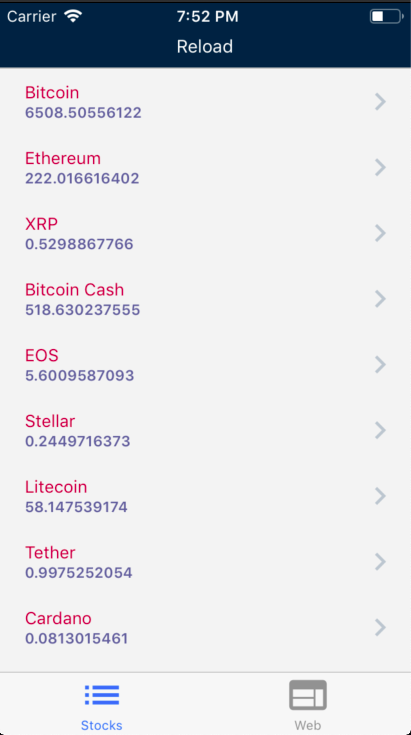 Carrier 7:52 PM
Reload
Bitcoin
6508.50556122
Ethereum
222.016616402
XRP
0.5298867766
Bitcoin Cash
518.630237555
EOS
5.6009587093
Stellar
0.2449716373
Litecoin
58.147539174
Tether
0.9975252054
Cardano
0.0813015461
Stocks Web